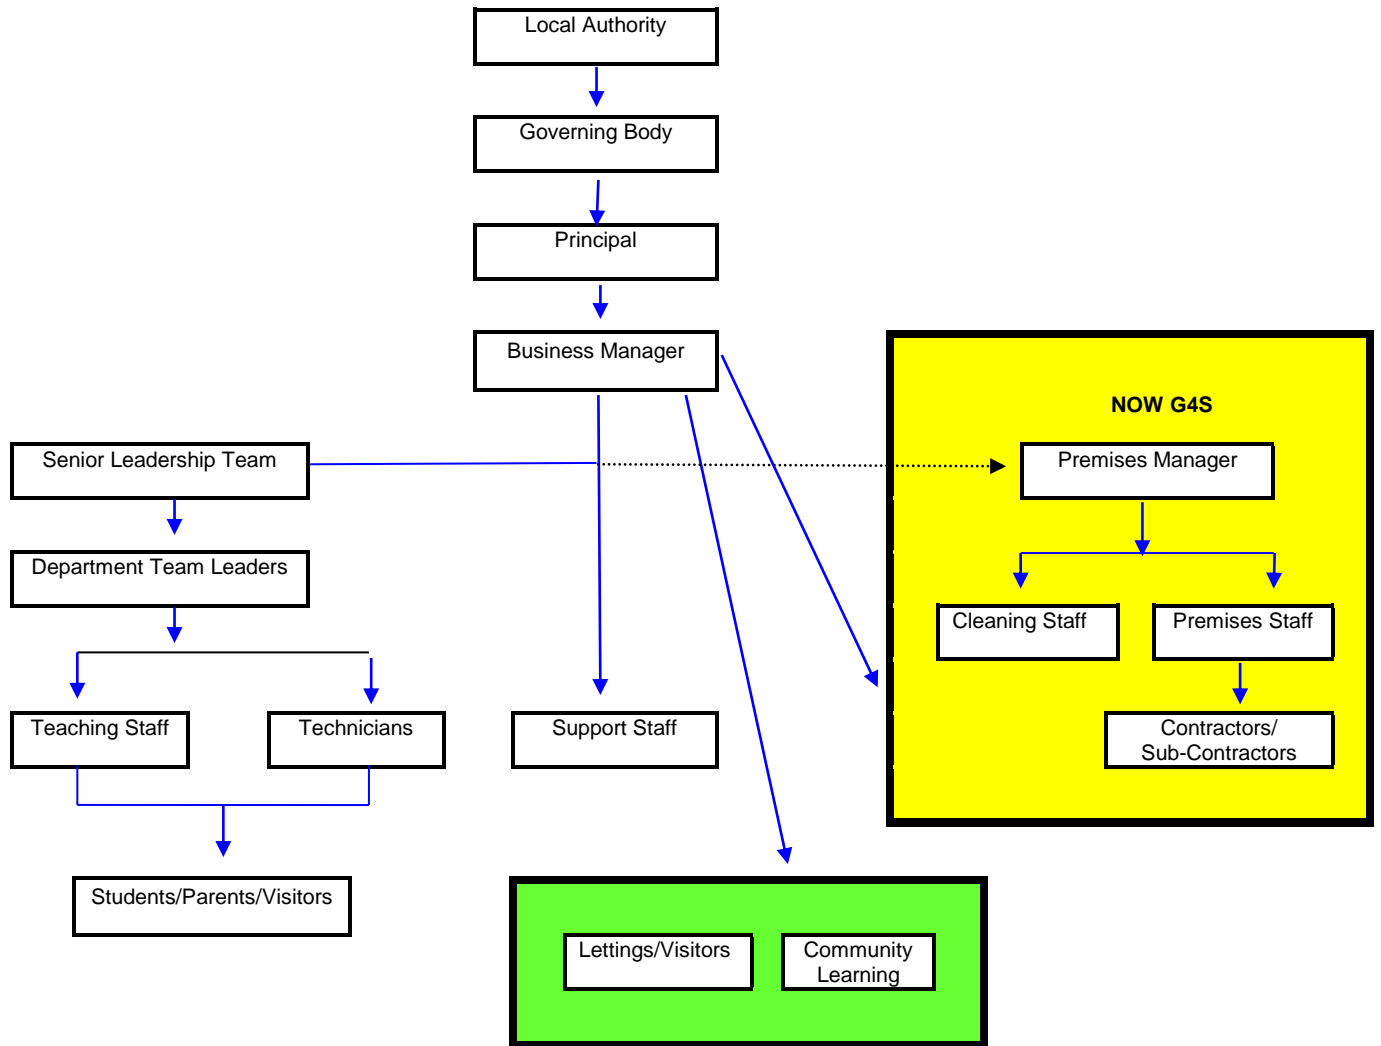 Local Authority
Governing Body
Principal
Business Manager
NOW G4S
Senior Leadership Team
Premises Manager
Department Team Leaders
Cleaning Staff
Premises Staff
Teaching Staff
Technicians
Support Staff
Contractors/
Sub-Contractors
Students/Parents/Visitors
Lettings/Visitors
Community
Learning